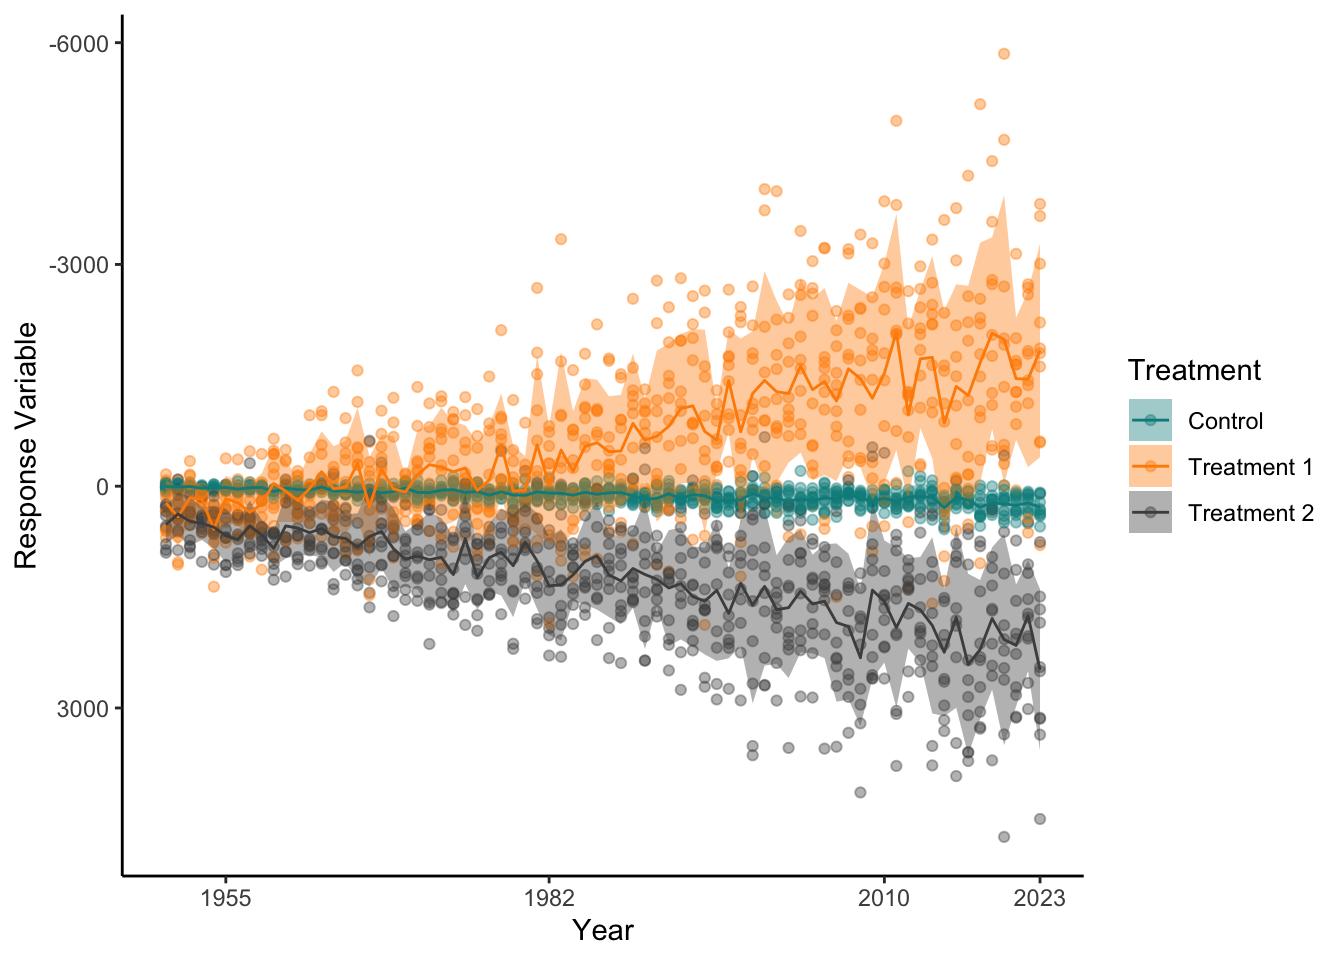 -6000
-3000
0
3000
Response Variable
1955
1982
2010
2023
Year
Treatment
Control
Treatment 1
Treatment 2